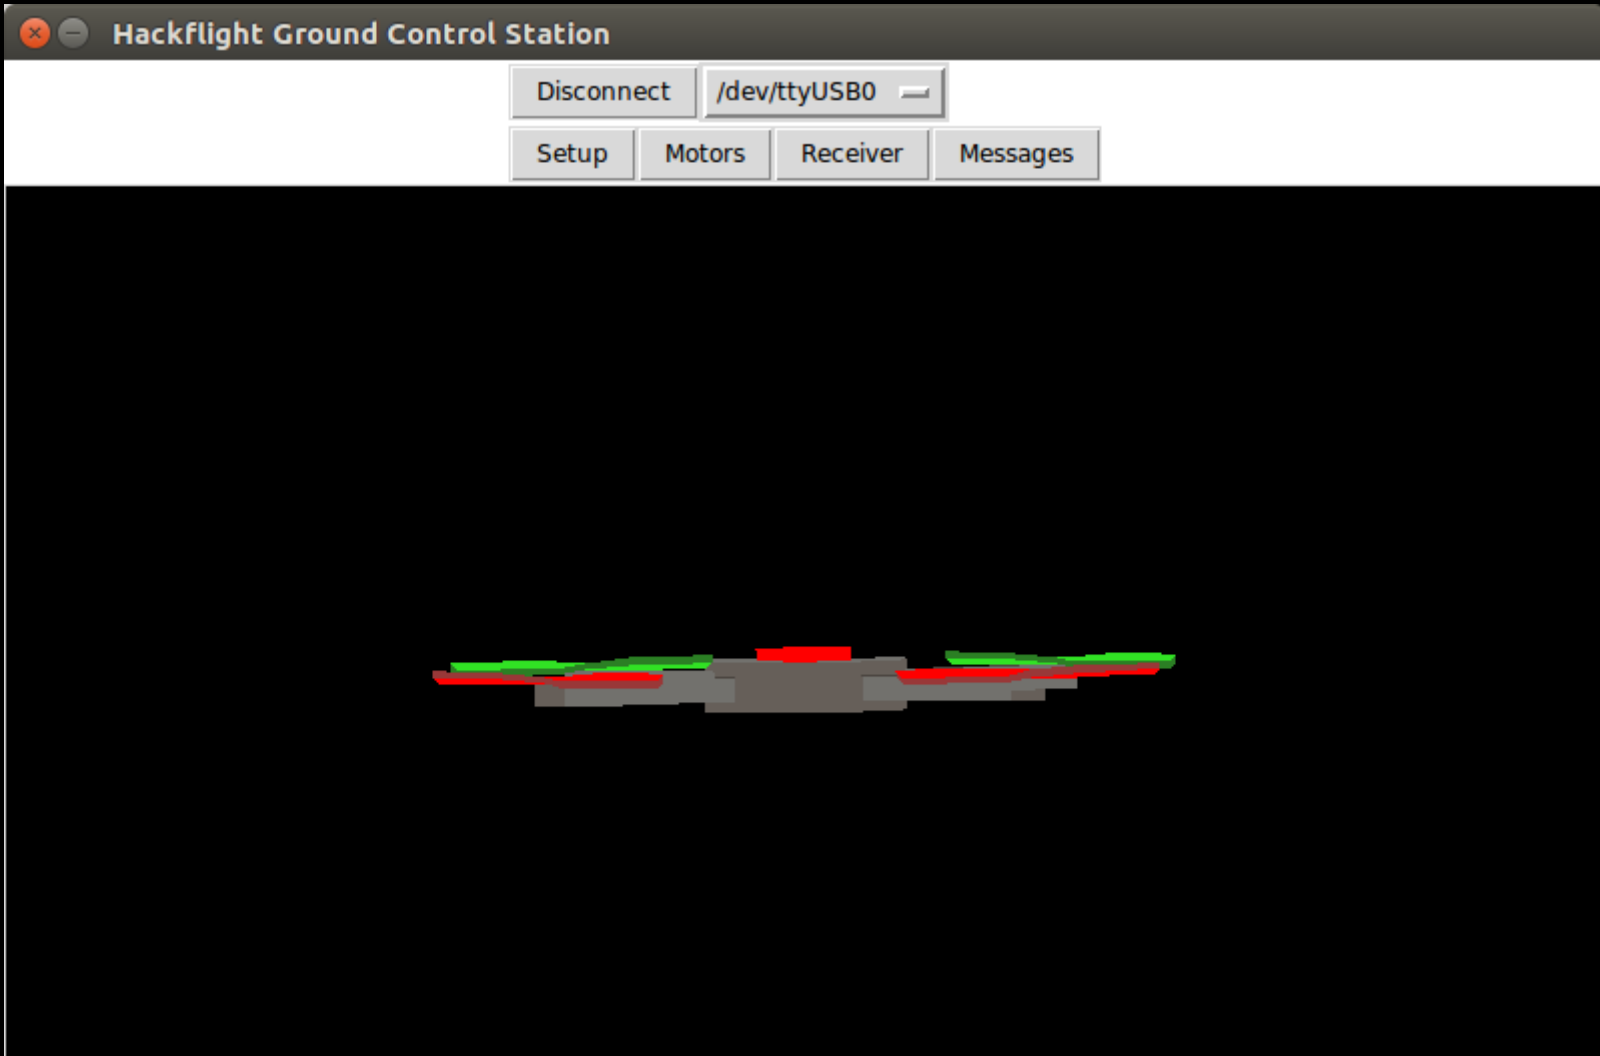 Hackflight Ground Control Station
Disconnect /dev/ttyUSB0
Setup Motors Receiver Messages